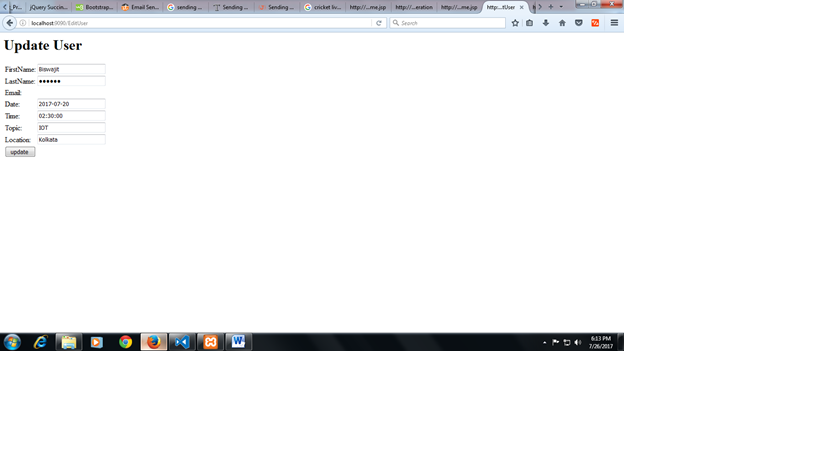 Pr... jQuery Succin... Bootstrap... Email Sen... sending ... Sending ... Sending ... cricket liv... http://...me.jsp http://...eration http://...me.jsp http:...tUser
localhost:9090/EditUser Search
Update User
FirstName: Biswajit
LastName: ●●●●●●
Email:
Date: 2017-07-20
Time: 02:30:00
Topic: IOT
Location: Kolkata
update
6:13 PM
7/26/2017